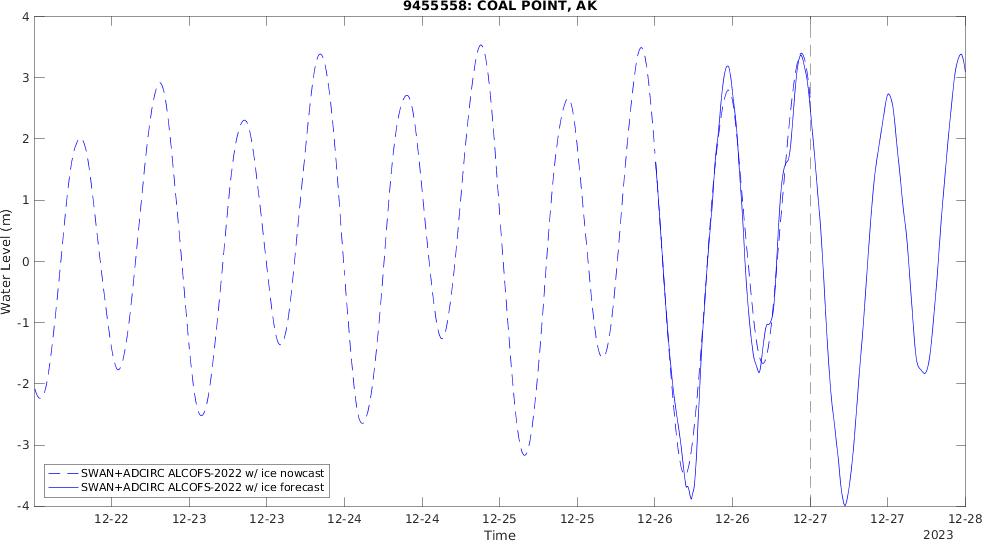 9455558: COAL POINT, AK
4
3
2
1
0
-1
-2
-3
-4
Water Level (m)
SWAN+ADCIRC ALCOFS-2022 w/ ice nowcast
SWAN+ADCIRC ALCOFS-2022 w/ ice forecast
12-22 12-23 12-23 12-24 12-24 12-25 12-25 12-26 12-26 12-27 12-27 12-28
Time
2023